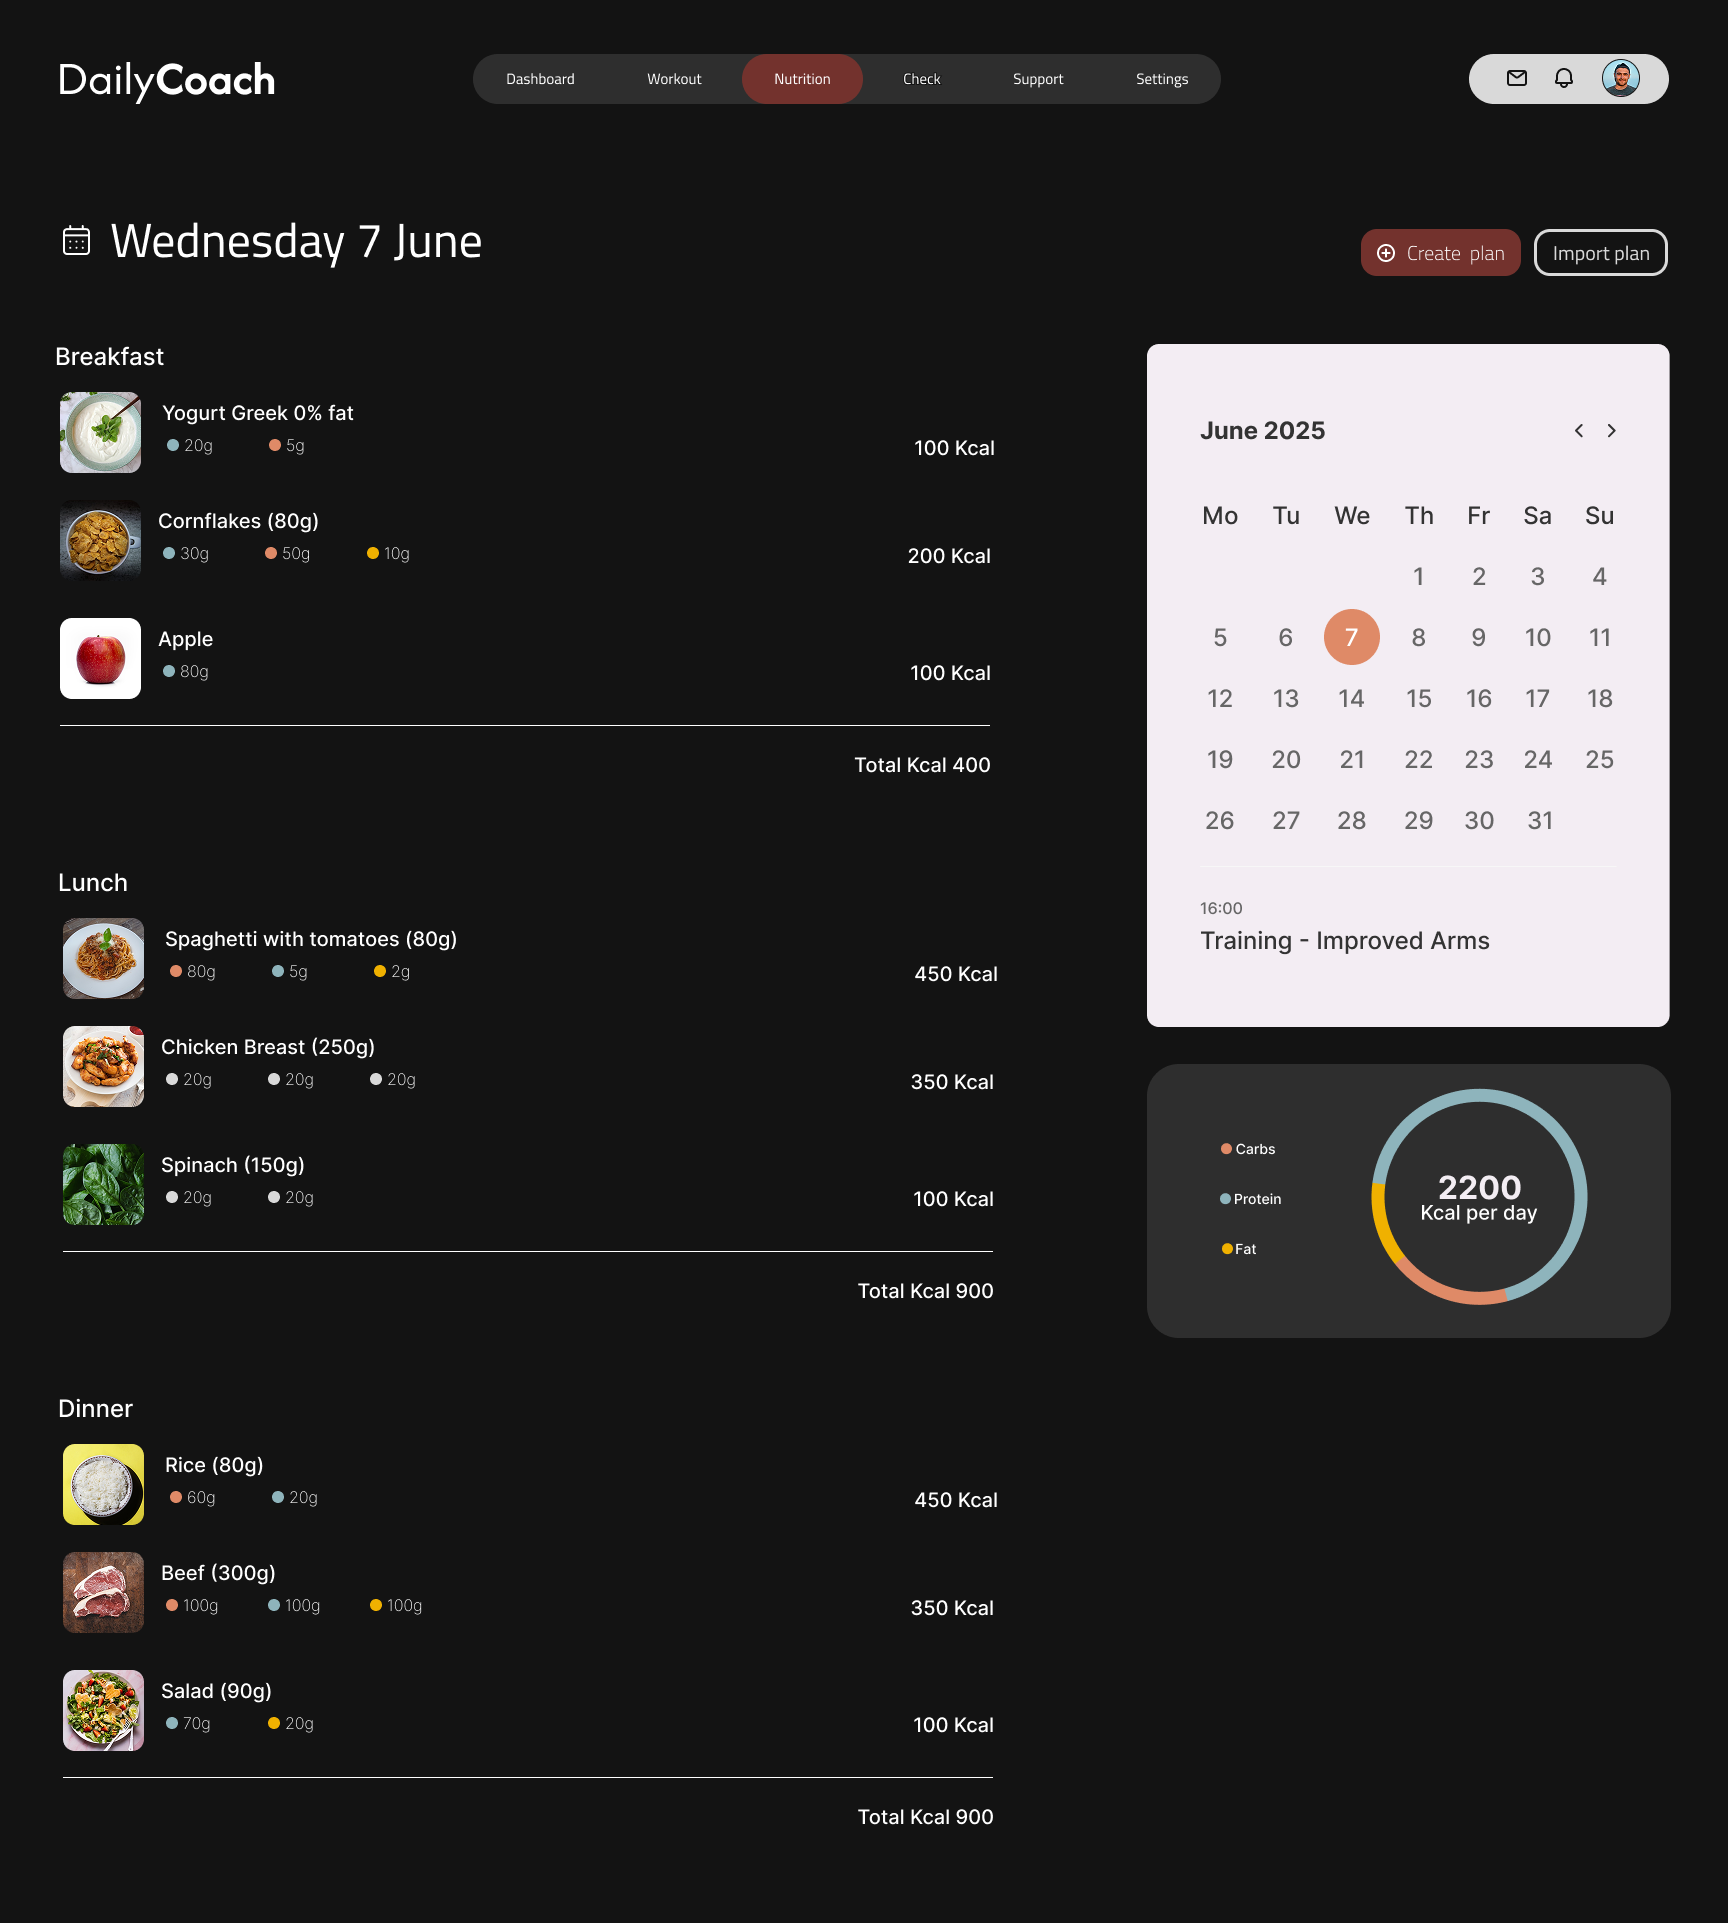 DailyCoach
Dashboard Workout Nutrition Check Support Settings
Wednesday 7 June
Create plan Import plan
Breakfast
Yogurt Greek 0% fat
20g 5g
100 Kcal
Cornflakes (80g)
30g 50g 10g
200 Kcal
Apple
80g
100 Kcal
Total Kcal 400
Lunch
Spaghetti with tomatoes (80g)
80g 5g 2g
450 Kcal
Chicken Breast (250g)
20g 20g 20g
350 Kcal
Spinach (150g)
20g 20g
100 Kcal
Total Kcal 900
Dinner
Rice (80g)
60g 20g
450 Kcal
Beef (300g)
100g 100g 100g
350 Kcal
Salad (90g)
70g 20g
100 Kcal
Total Kcal 900
June 2025
Mo Tu We Th Fr Sa Su
1 2 3 4
5 6 7 8 9 10 11
12 13 14 15 16 17 18
19 20 21 22 23 24 25
26 27 28 29 30 31
16:00
Training - Improved Arms
Carbs
Protein
Fat
2200
Kcal per day